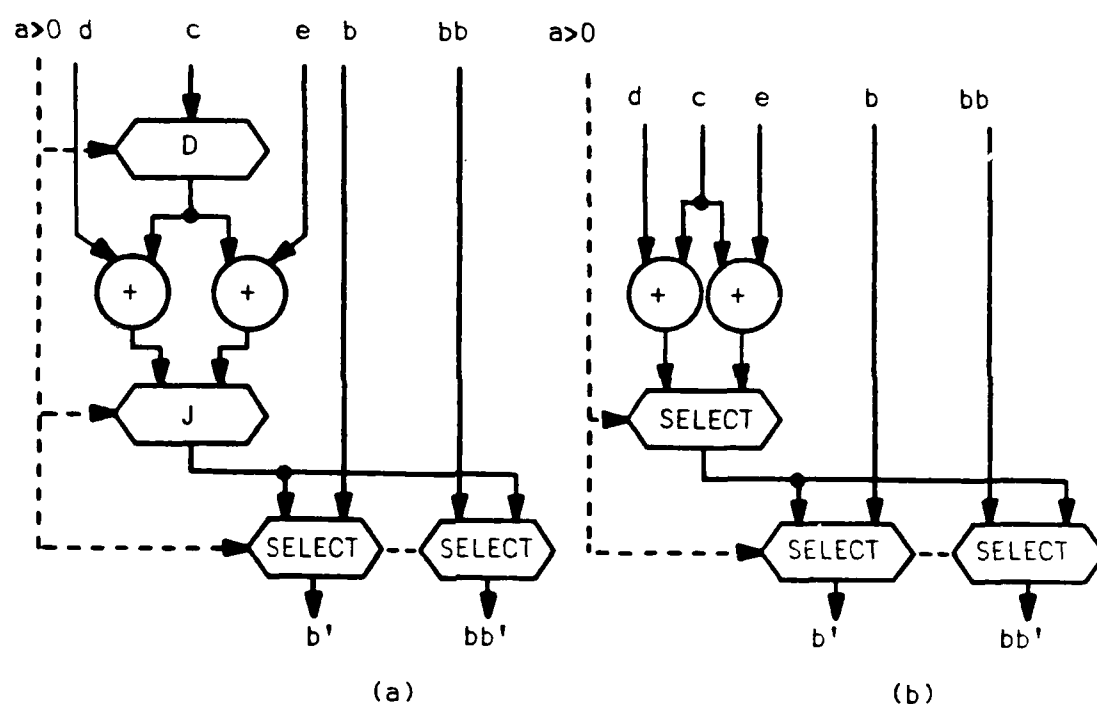 a>0 d c e b bb
D
+ +
J
SELECT SELECT
b' bb'
(a)
a>0
d c e b bb
+ +
SELECT
SELECT SELECT
b' bb'
(b)